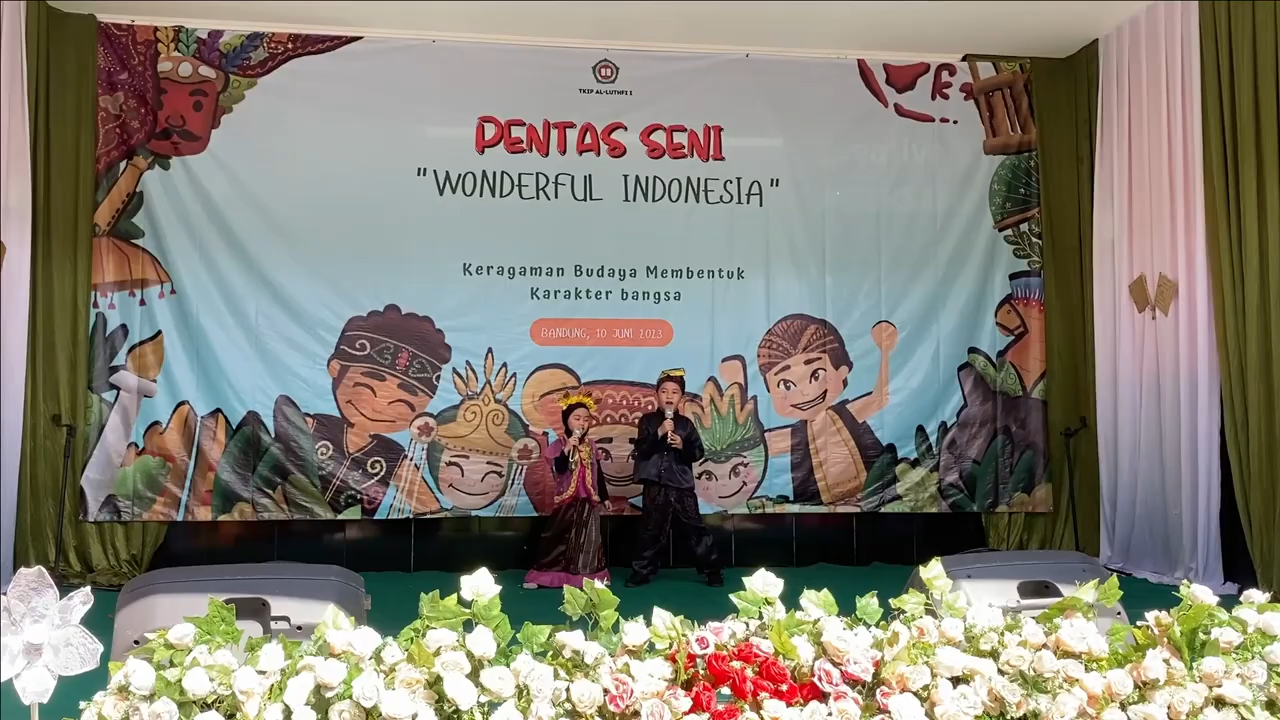 TKIP AL-LUTHFI 1
PENTAS SENI
"WONDERFUL INDONESIA"
Keragaman Budaya Membentuk
Karakter bangsa
BANDUNG, 10 JUNI 2023